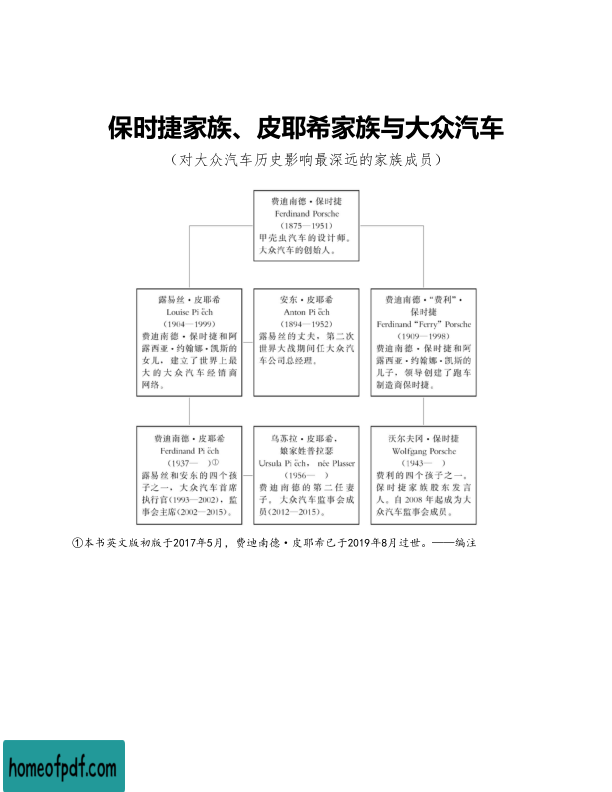 保时捷家族、皮耶希家族与大众汽车
（对大众汽车历史影响最深远的家族成员）
费迪南德·保时捷
Ferdinand Porsche
(1875—1951)
甲壳虫汽车的设计师。
大众汽车的创始人。
露易丝·皮耶希
Louise Piëch
(1904—1999)
费迪南德·保时捷和阿
露西亚·约翰娜·凯斯的
女儿，建立了世界上最
大的大众汽车经销商
网络。
安东·皮耶希
Anton Piëch
(1894—1952)
露易丝的丈夫，第二次
世界大战期间任大众汽
车公司总经理。
费迪南德·“费利”·
保时捷
Ferdinand “Ferry” Porsche
(1909—1998)
费迪南德·保时捷和阿
露西亚·约翰娜·凯斯的
儿子，领导创建了跑车
制造商保时捷。
费迪南德·皮耶希
Ferdinand Piëch
(1937— )①
露易丝和安东的四个孩
子之一，大众汽车首席
执行官(1993—2002)，监
事会主席(2002—2015)。
乌苏拉·皮耶希、
娘家姓普拉瑟
Ursula Piëch， née Plasser
(1956— )
费迪南德的第二任妻
子。大众汽车监事会成
员(2012—2015)。
沃尔夫冈·保时捷
Wolfgang Porsche
(1943— )
费利的四个孩子之一。
保时捷家族股东发言
人。自 2008 年起成为大
众汽车监事会成员。
①本书英文版初版于2017年5月，费迪南德·皮耶希已于2019年8月过世。——编注
homeofpdf.com